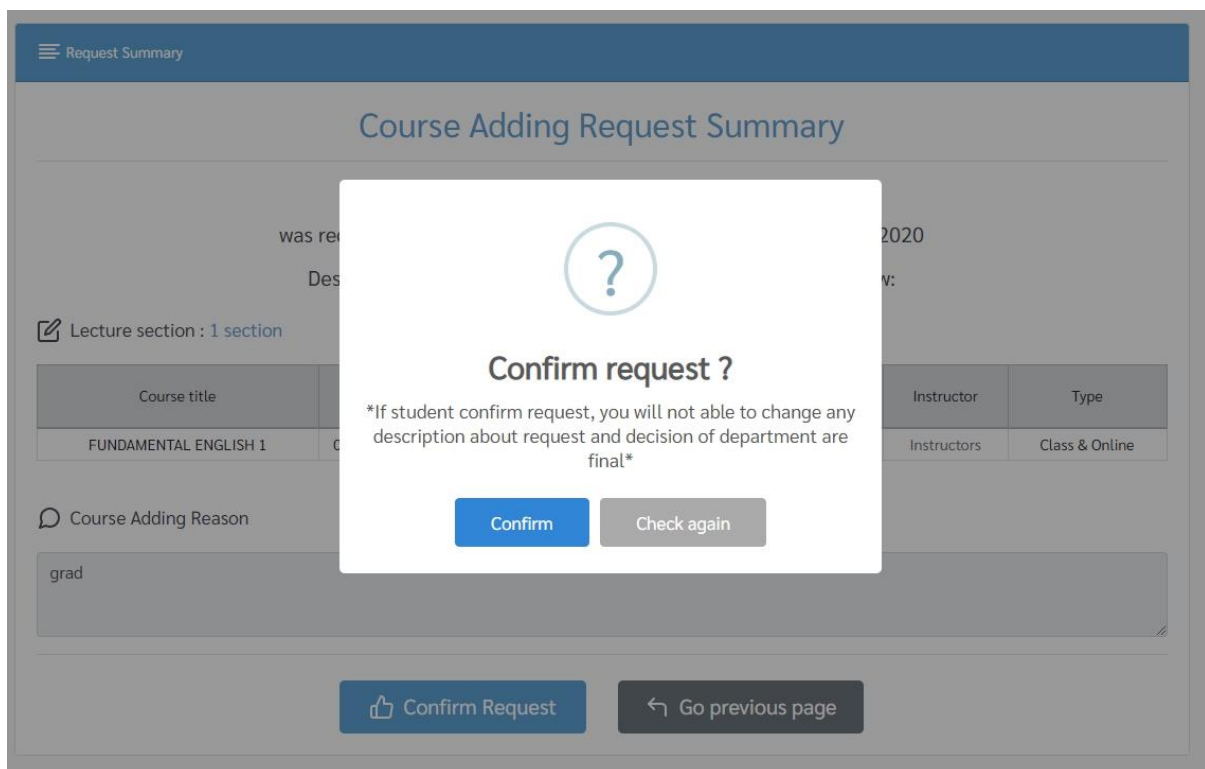 Request Summary
Course Adding Request Summary
was 2020
?
Confirm request ?
*If student confirm request, you will not able to change any
description about request and decision of department are
final*
Confirm Check again
Lecture section : 1 section
Course title Instructor Type
FUNDAMENTAL ENGLISH 1 Instructors Class & Online
Course Adding Reason
grad
Confirm Request Go previous page